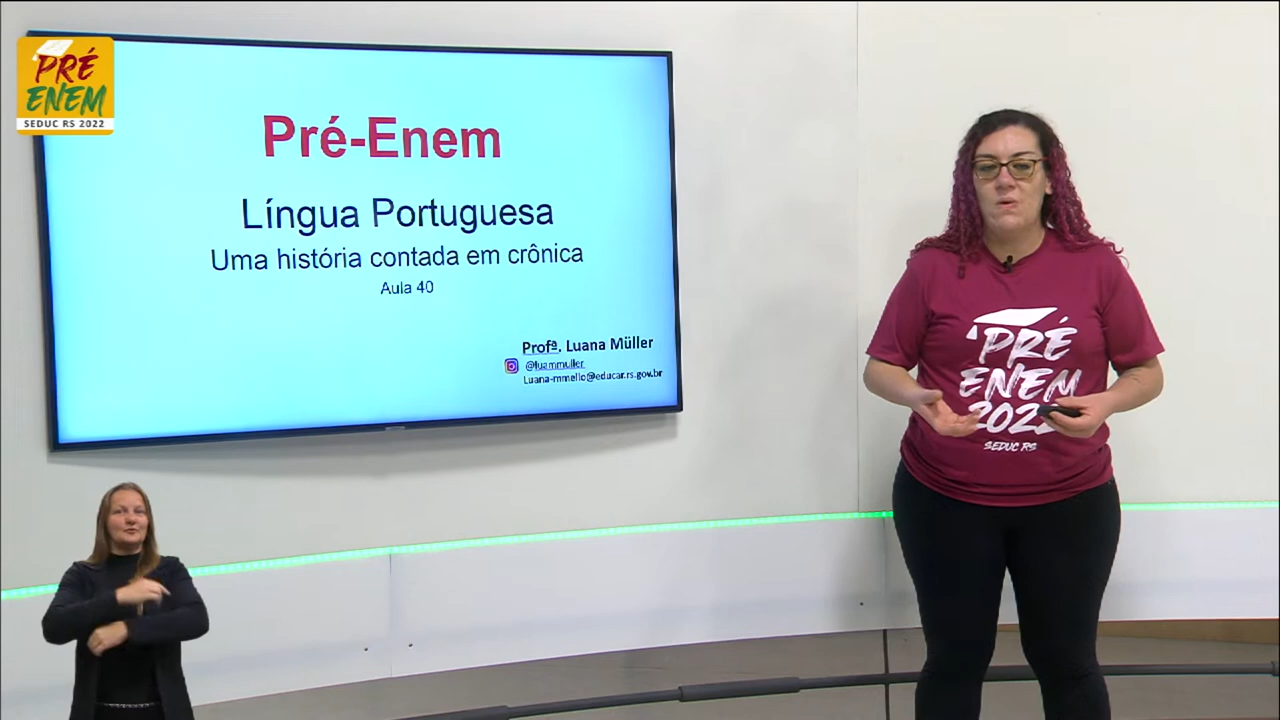 PRÉ
ENEM
SEDUC RS 2022
Pré-Enem
Língua Portuguesa
Uma história contada em crônica
Aula 40
Profª. Luana Müller
@luammuller
Luana-mmello@educar.rs.gov.br
PRÉ
ENEM
2022
SEDUC RS